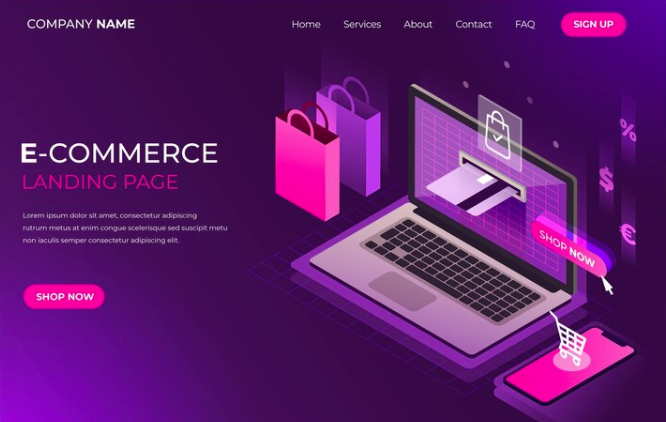 COMPANY NAME
Home Services About Contact FAQ SIGN UP
E-COMMERCE
LANDING PAGE
Lorem ipsum dolor sit amet, consectetur adipiscing
rutrum metus at enim congue scelerisque sed suscipit metu
non iaculis semper consectetur adipiscing elit.
SHOP NOW
SHOP NOW
%
$
€